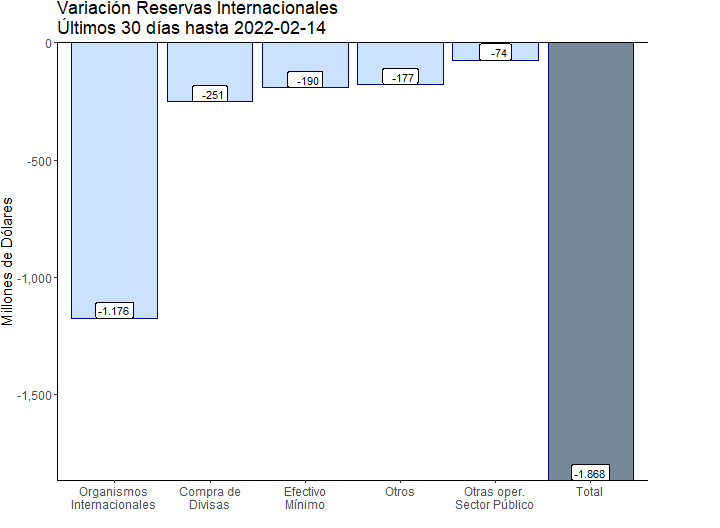 Variación Reservas Internacionales
Últimos 30 días hasta 2022-02-14
Millones de Dólares
0
-500
-1,000
-1,500
-1.176
-251
-190
-177
-74
-1.868
Organismos
Internacionales
Compra de
Divisas
Efectivo
Mínimo
Otros
Otras oper.
Sector Público
Total